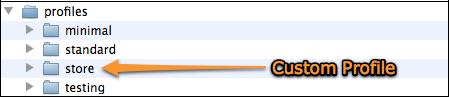 profiles
minimal
standard
store
Custom Profile
testing